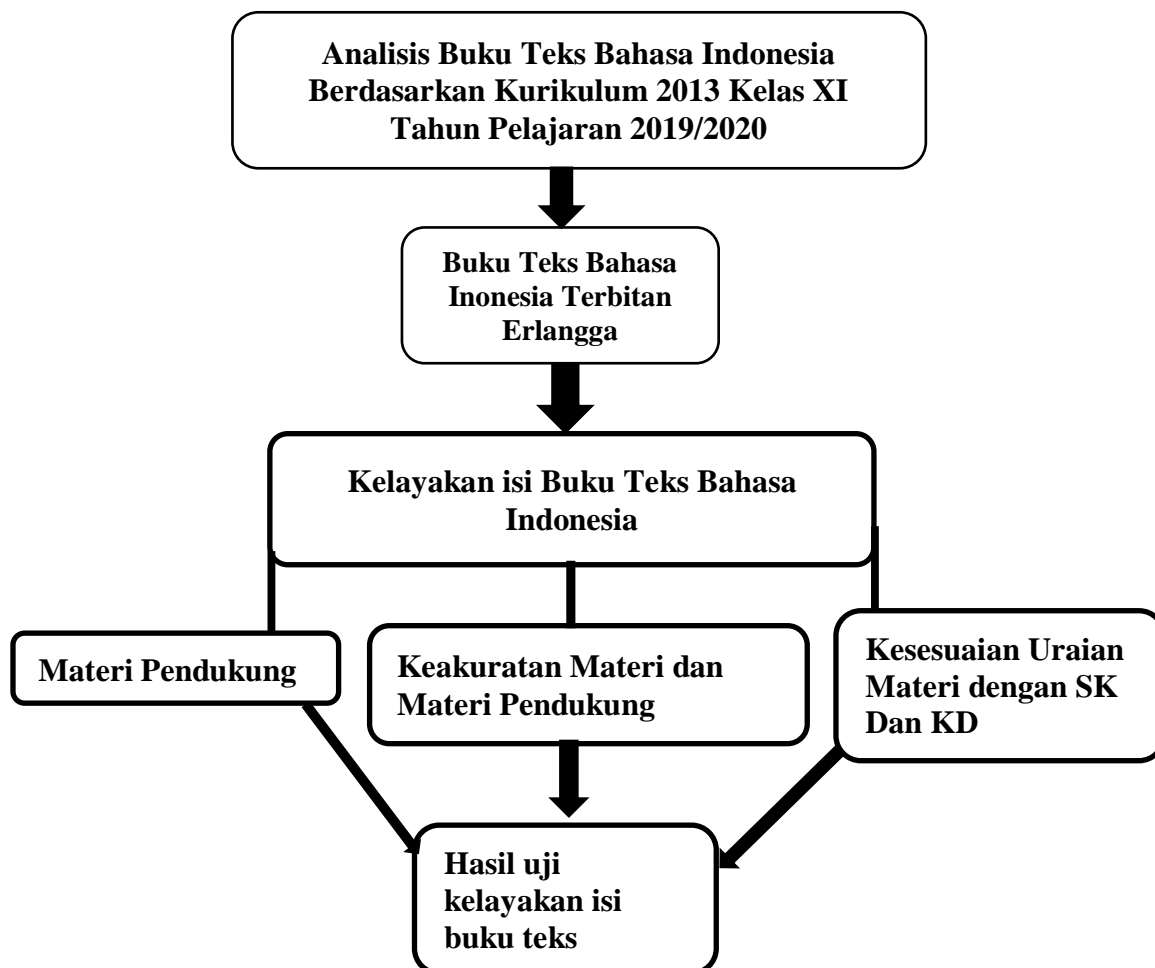 Analisis Buku Teks Bahasa Indonesia
Berdasarkan Kurikulum 2013 Kelas XI
Tahun Pelajaran 2019/2020
Buku Teks Bahasa
Inonesia Terbitan
Erlangga
Kelayakan isi Buku Teks Bahasa
Indonesia
Materi Pendukung
Keakuratan Materi dan
Materi Pendukung
Kesesuaian Uraian
Materi dengan SK
Dan KD
Hasil uji
kelayakan isi
buku teks